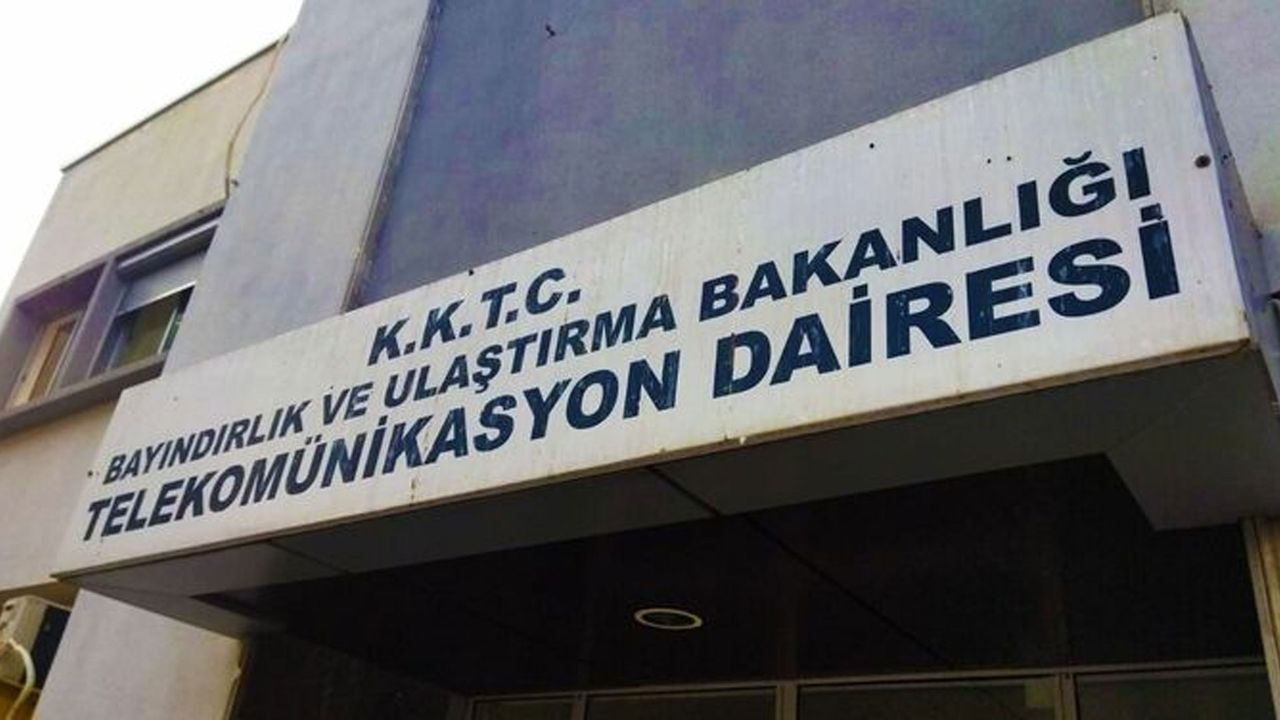 K.K.T.C.
BAYINDIRLIK VE ULAŞTIRMA BAKANLIĞI
TELEKOMÜNİKASYON DAİRESİ